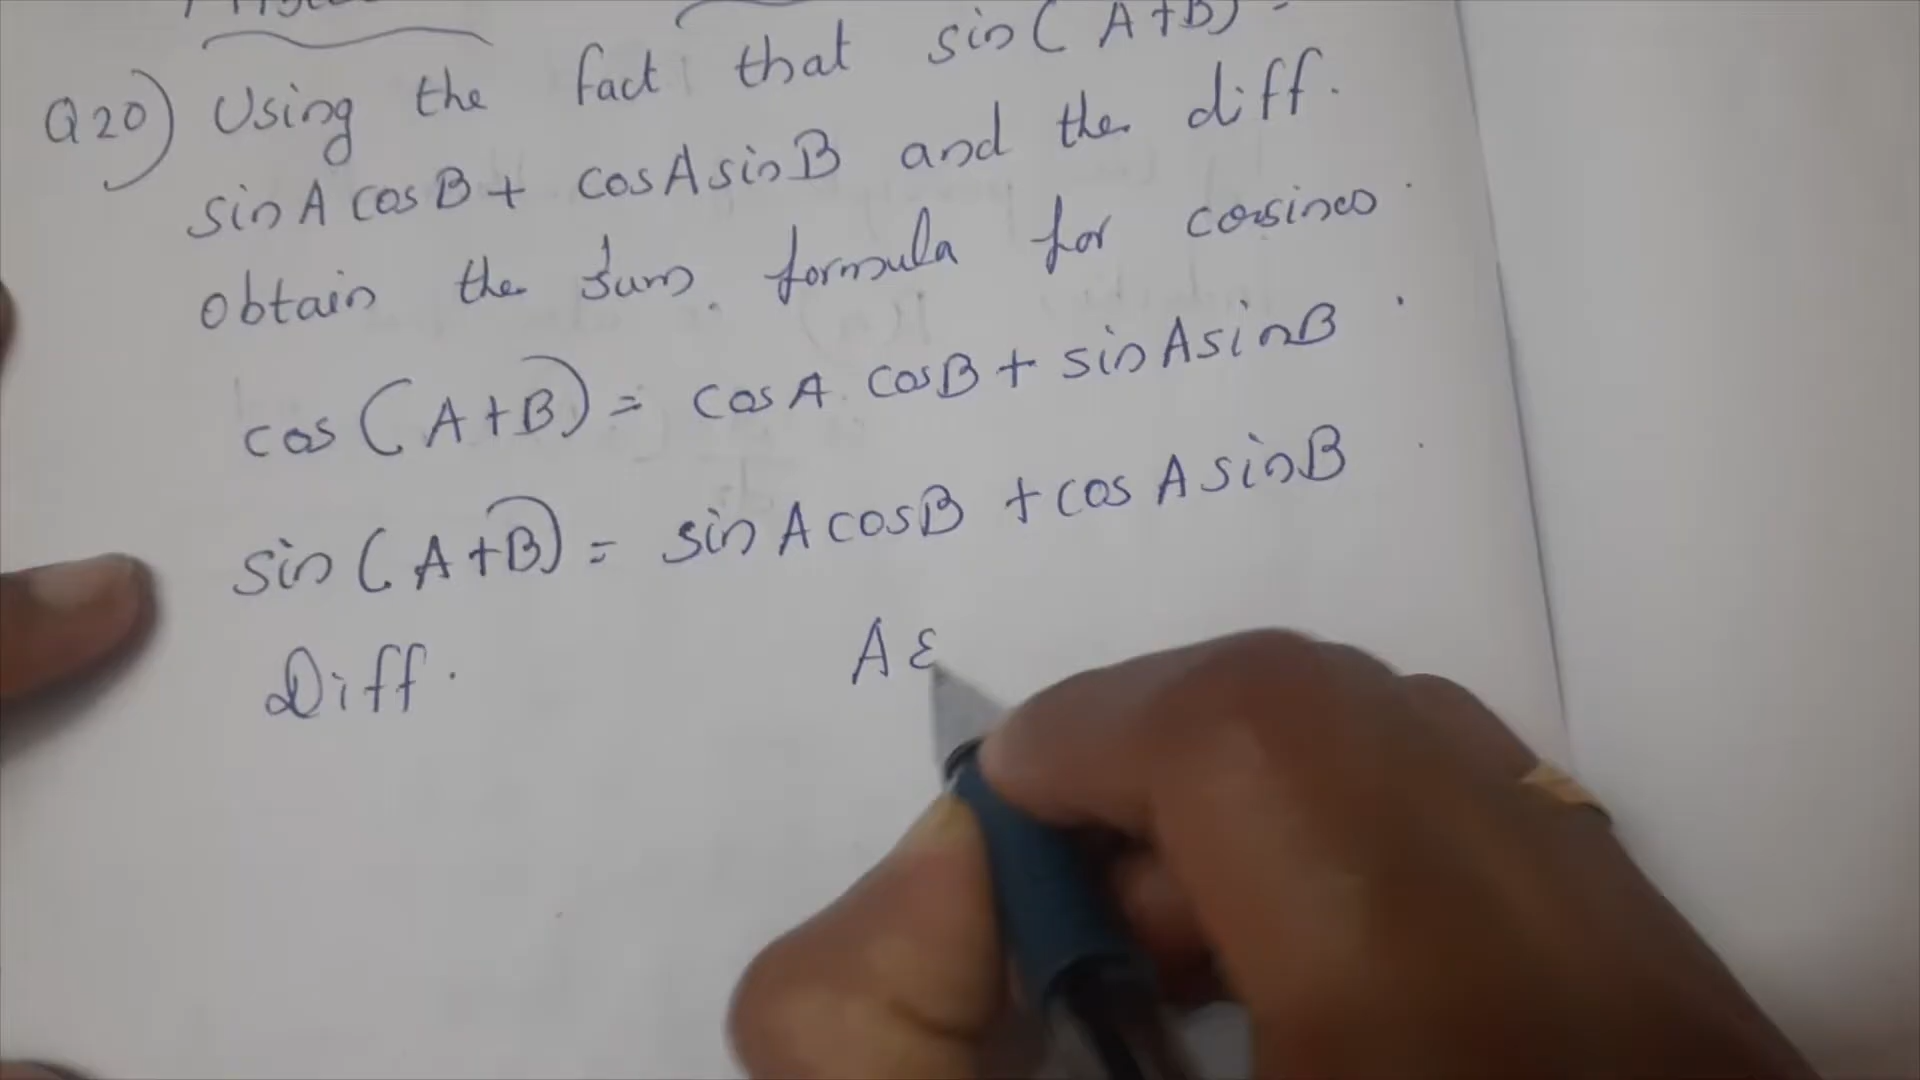 Q20) Using the fact that sin(A+B) =
sin A cos B + cos A sin B and the diff.
obtain the sum formula for cosines
cos (A+B) = cos A cos B + sin A sin B
sin (A+B) = sin A cos B + cos A sin B
Diff. A &